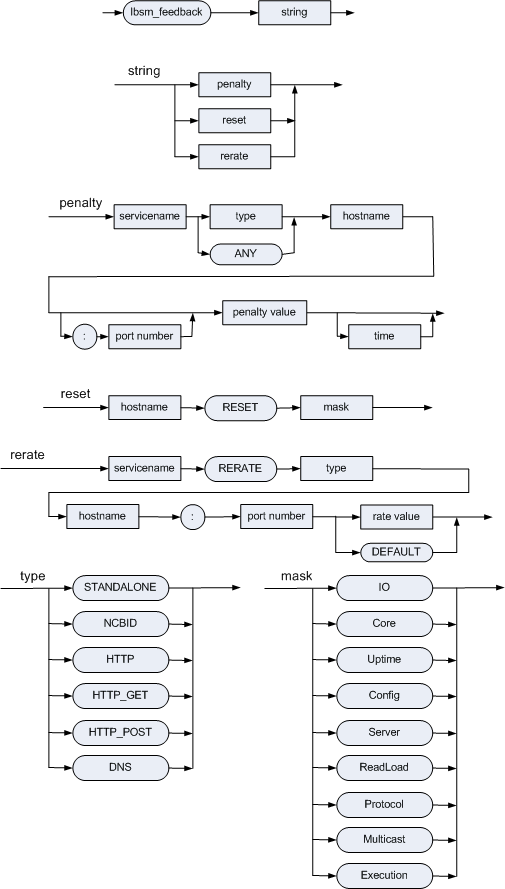 lbsm_feedback string
string
penalty
reset
rerate
penalty
servicename type hostname
ANY
penalty value
: port number time
reset
hostname RESET mask
rerate
servicename RERATE type
hostname : port number rate value
DEFAULT
type
STANDALONE
NCBID
HTTP
HTTP_GET
HTTP_POST
DNS
mask
IO
Core
Uptime
Config
Server
ReadLoad
Protocol
Multicast
Execution